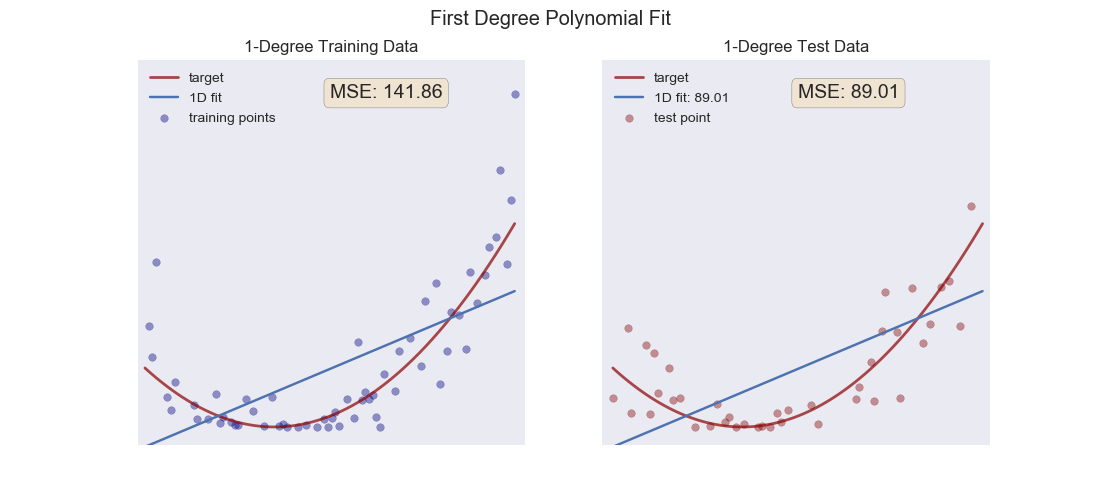 First Degree Polynomial Fit
1-Degree Training Data
target
1D fit
training points
MSE: 141.86
1-Degree Test Data
target
1D fit: 89.01
test point
MSE: 89.01